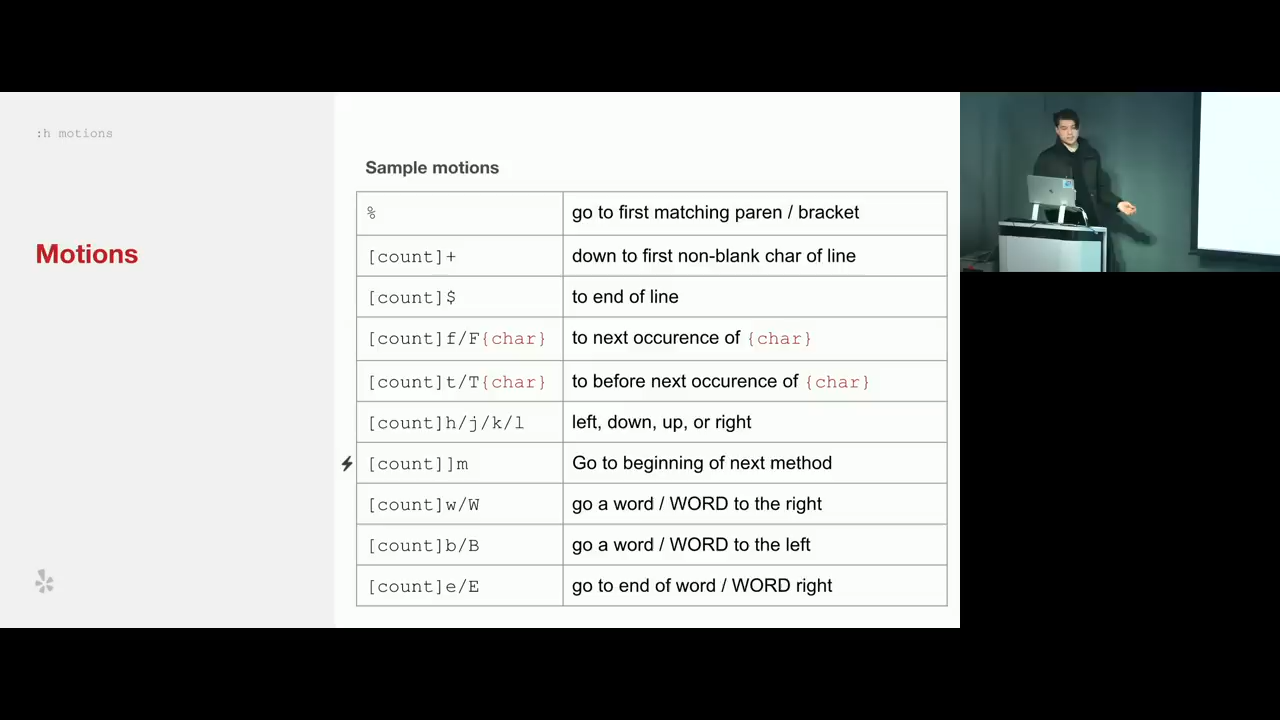 :h motions
Motions
Sample motions
% go to first matching paren / bracket
[count]+ down to first non-blank char of line
[count]$ to end of line
[count]f/F{char} to next occurence of {char}
[count]t/T{char} to before next occurence of {char}
[count]h/j/k/l left, down, up, or right
[count]]m Go to beginning of next method
[count]w/W go a word / WORD to the right
[count]b/B go a word / WORD to the left
[count]e/E go to end of word / WORD right